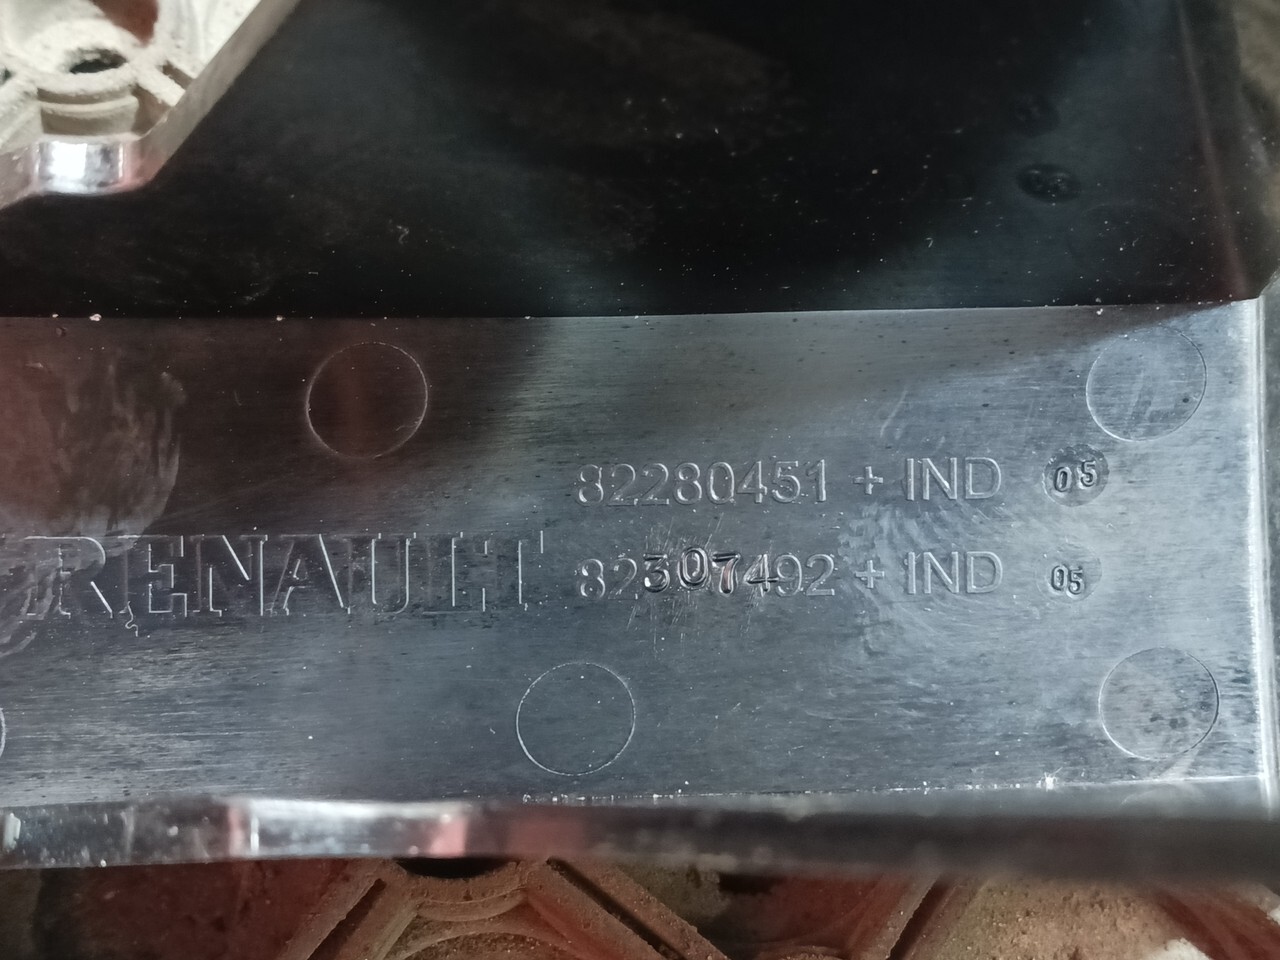 82280451 + IND 05
RENAULT 82307492 + IND 05